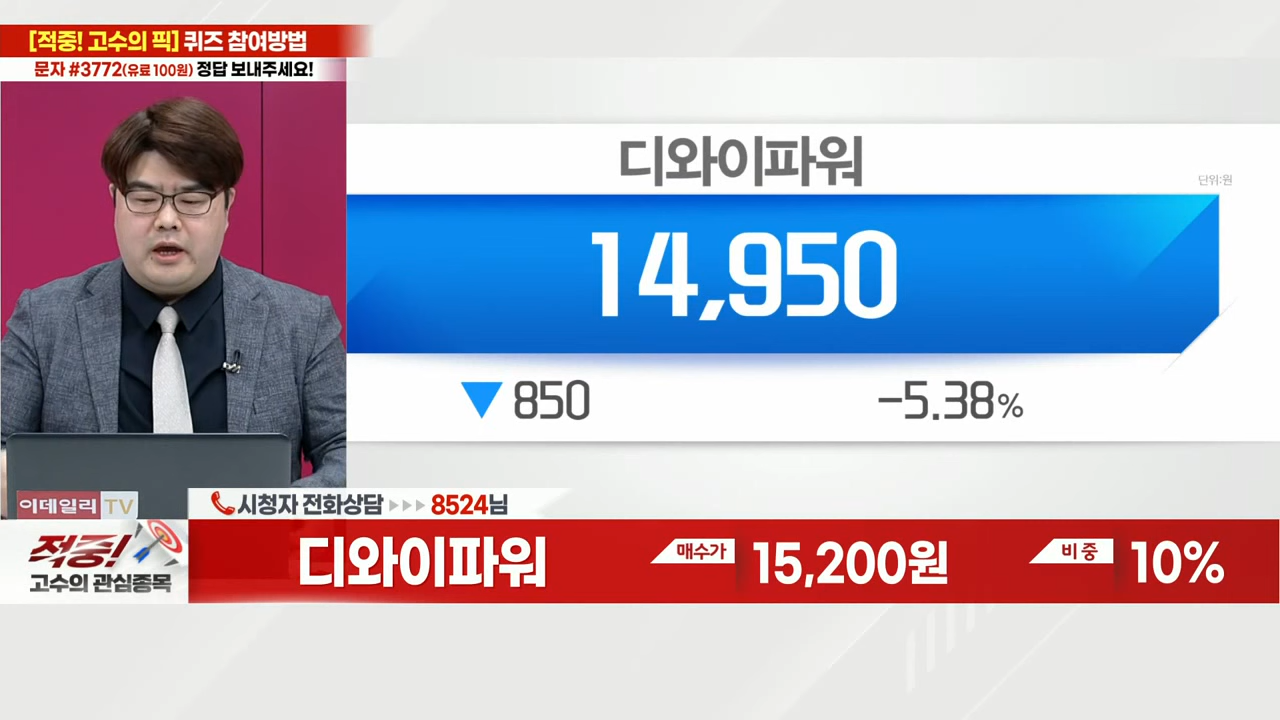 [적중! 고수의 픽] 퀴즈 참여방법
문자 #3772(유료 100원) 정답 보내주세요!
디와이파워
단위:원
14,950
▼ 850 -5.38%
이데일리 TV
시청자 전화상담 ▶▶▶ 8524님
적중!
고수의 관심종목
디와이파워 매수가 15,200원 비중 10%